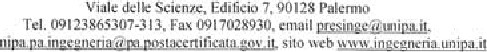 Viale delle Scienze, Edificio 7, 90128 Palermo
Tel. 09123865307-313, Fax 0917028930, email presinge@unipa.it,
nipa.pa.ingegneria@pa.postacertificata.gov.it, sito web www.ingegneria.unipa.it